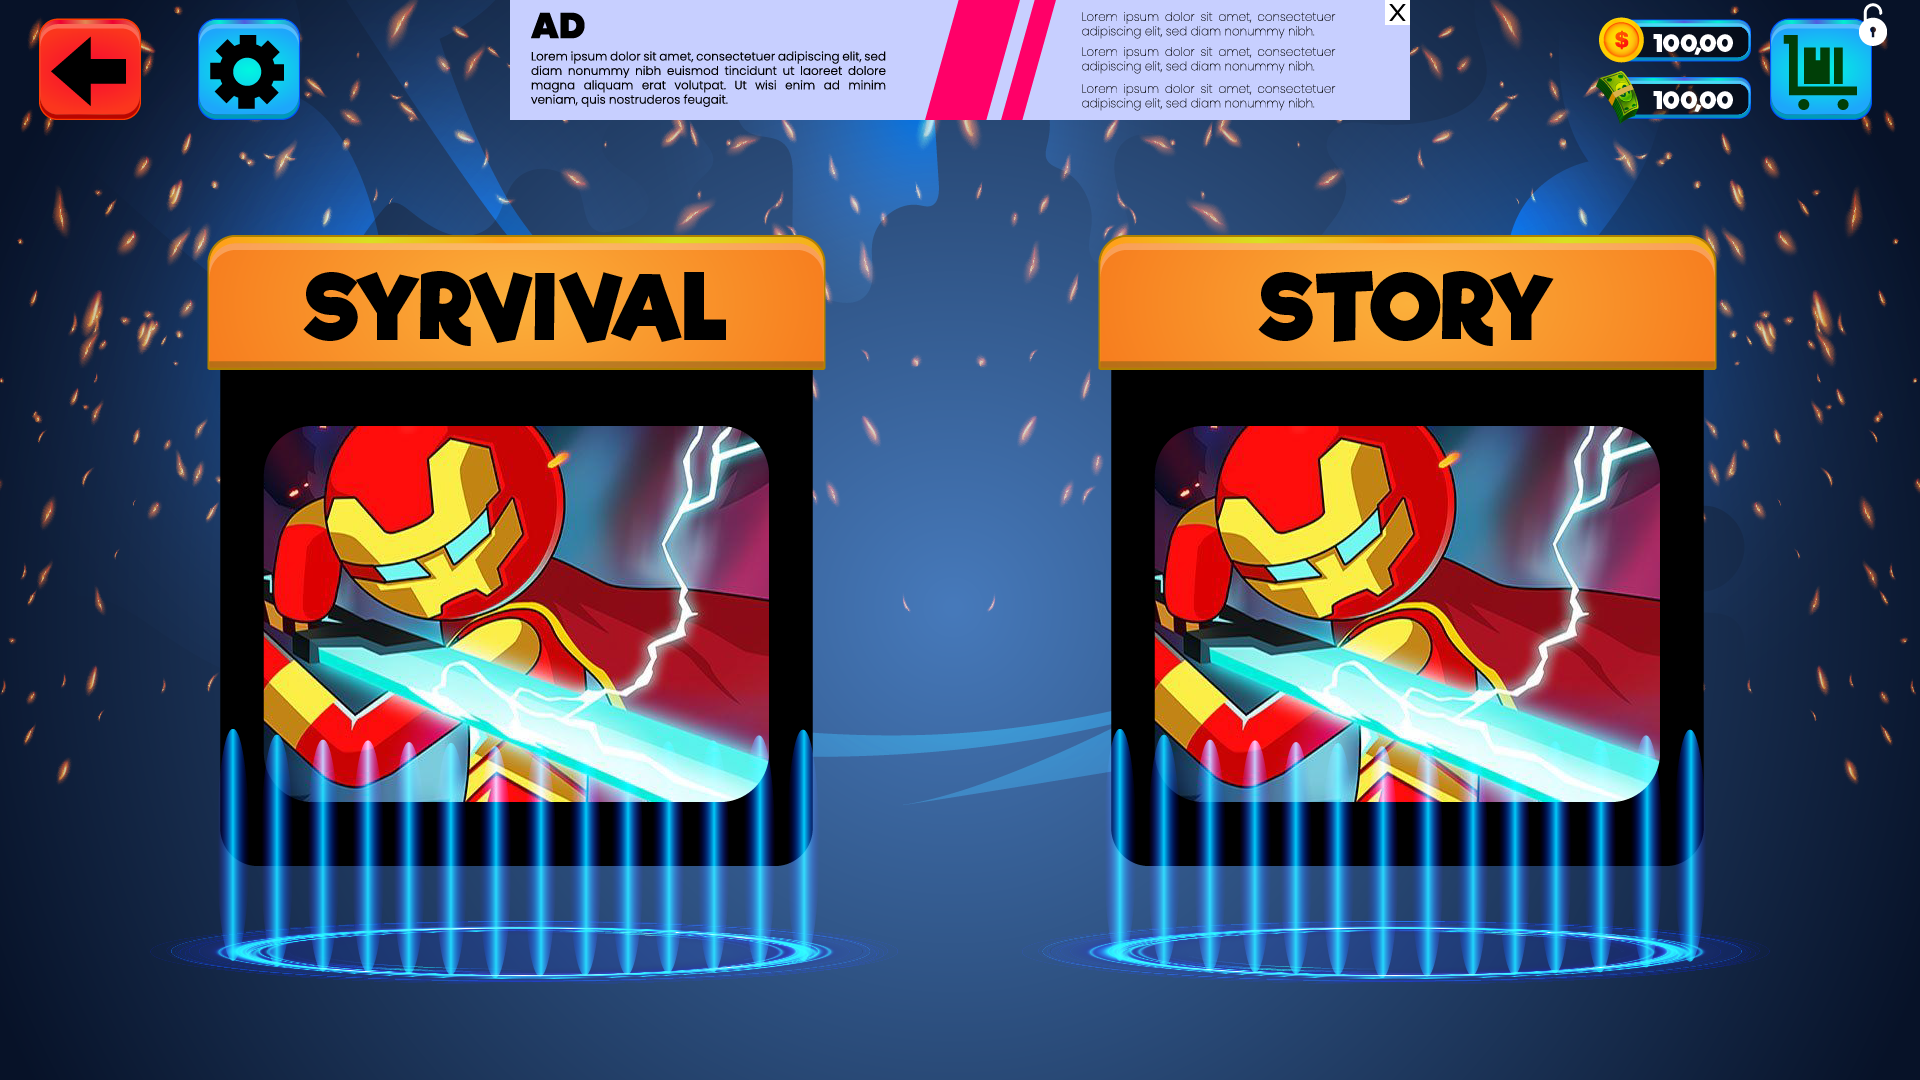 AD
Lorem ipsum dolor sit amet, consectetuer adipiscing elit, sed
diam nonummy nibh euismod tincidunt ut laoreet dolore
magna aliquam erat volutpat. Ut wisi enim ad minim
veniam, quis nostruderos feugait.
Lorem ipsum dolor sit amet, consectetuer
adipiscing elit, sed diam nonummy nibh.
Lorem ipsum dolor sit amet, consectetuer
adipiscing elit, sed diam nonummy nibh.
Lorem ipsum dolor sit amet, consectetuer
adipiscing elit, sed diam nonummy nibh.
X
$
100,00
100,00
SYRVIVAL
STORY